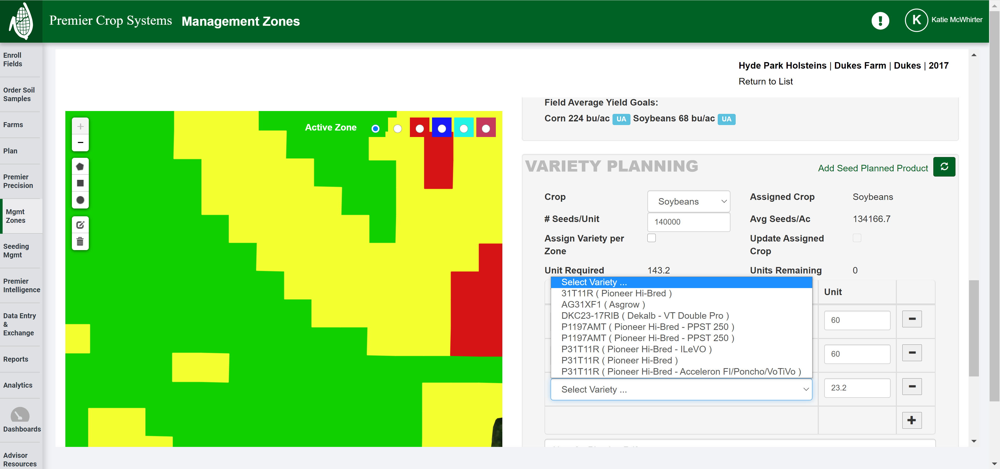 Premier Crop Systems Management Zones
! K Katie McWhirter
Enroll
Fields
Order Soil
Samples
Farms
Plan
Premier
Precision
Mgmt
Zones
Seeding
Mgmt
Premier
Intelligence
Data Entry
&
Exchange
Reports
Analytics
Dashboards
Advisor
Resources
Hyde Park Holsteins | Dukes Farm | Dukes | 2017
Return to List
Active Zone
Field Average Yield Goals:
Corn 224 bu/ac UA Soybeans 68 bu/ac UA
VARIETY PLANNING
Add Seed Planned Product
Crop Soybeans Assigned Crop Soybeans
# Seeds/Unit 140000 Avg Seeds/Ac 134166.7
Assign Variety per
Zone
Update Assigned
Crop
Unit Required 143.2 Units Remaining 0
Unit
Select Variety ...
31T11R ( Pioneer Hi-Bred )
AG31XF1 ( Asgrow )
DKC23-17RIB ( Dekalb - VT Double Pro )
P1197AMT ( Pioneer Hi-Bred - PPST 250 )
P1197AMT ( Pioneer Hi-Bred - PPST 250 )
P31T11R ( Pioneer Hi-Bred - ILeVO )
P31T11R ( Pioneer Hi-Bred )
P31T11R ( Pioneer Hi-Bred - Acceleron FI/Poncho/VoTiVo )
60
60
Select Variety ... 23.2